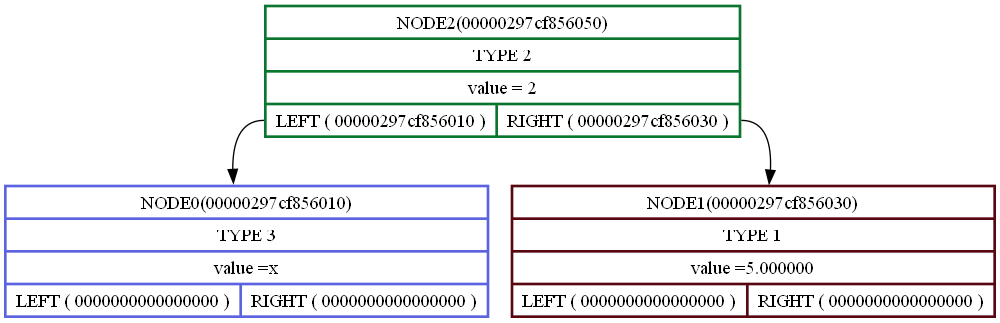 NODE2(00000297cf856050)
TYPE 2
value = 2
LEFT ( 00000297cf856010 ) RIGHT ( 00000297cf856030 )
NODE0(00000297cf856010)
TYPE 3
value =x
LEFT ( 0000000000000000 ) RIGHT ( 0000000000000000 )
NODE1(00000297cf856030)
TYPE 1
value =5.000000
LEFT ( 0000000000000000 ) RIGHT ( 0000000000000000 )